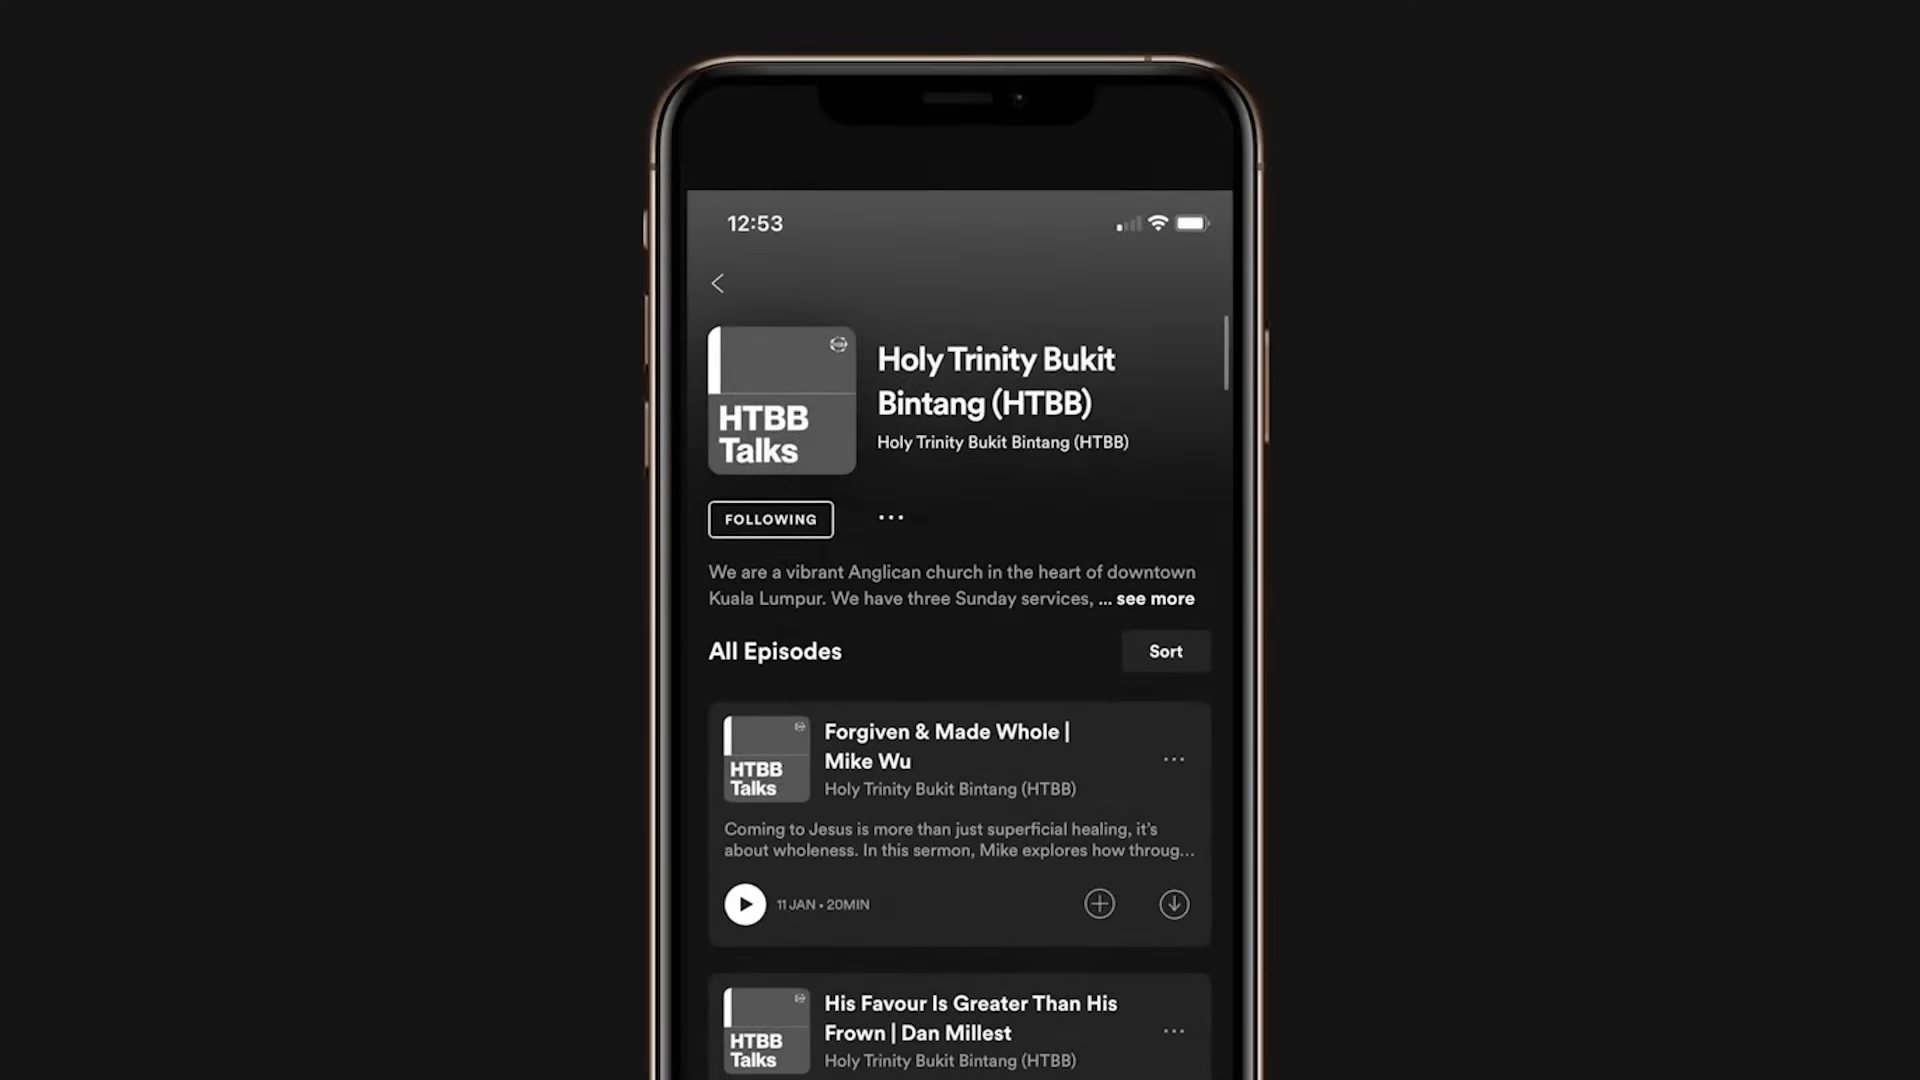 12:53
HTBB
Talks
Holy Trinity Bukit
Bintang (HTBB)
Holy Trinity Bukit Bintang (HTBB)
FOLLOWING
We are a vibrant Anglican church in the heart of downtown
Kuala Lumpur. We have three Sunday services, ... see more
All Episodes
Sort
HTBB
Talks
Forgiven & Made Whole |
Mike Wu
Holy Trinity Bukit Bintang (HTBB)
Coming to Jesus is more than just superficial healing, it's
about wholeness. In this sermon, Mike explores how throug...
11 JAN • 20MIN
HTBB
Talks
His Favour Is Greater Than His
Frown | Dan Millest
Holy Trinity Bukit Bintang (HTBB)